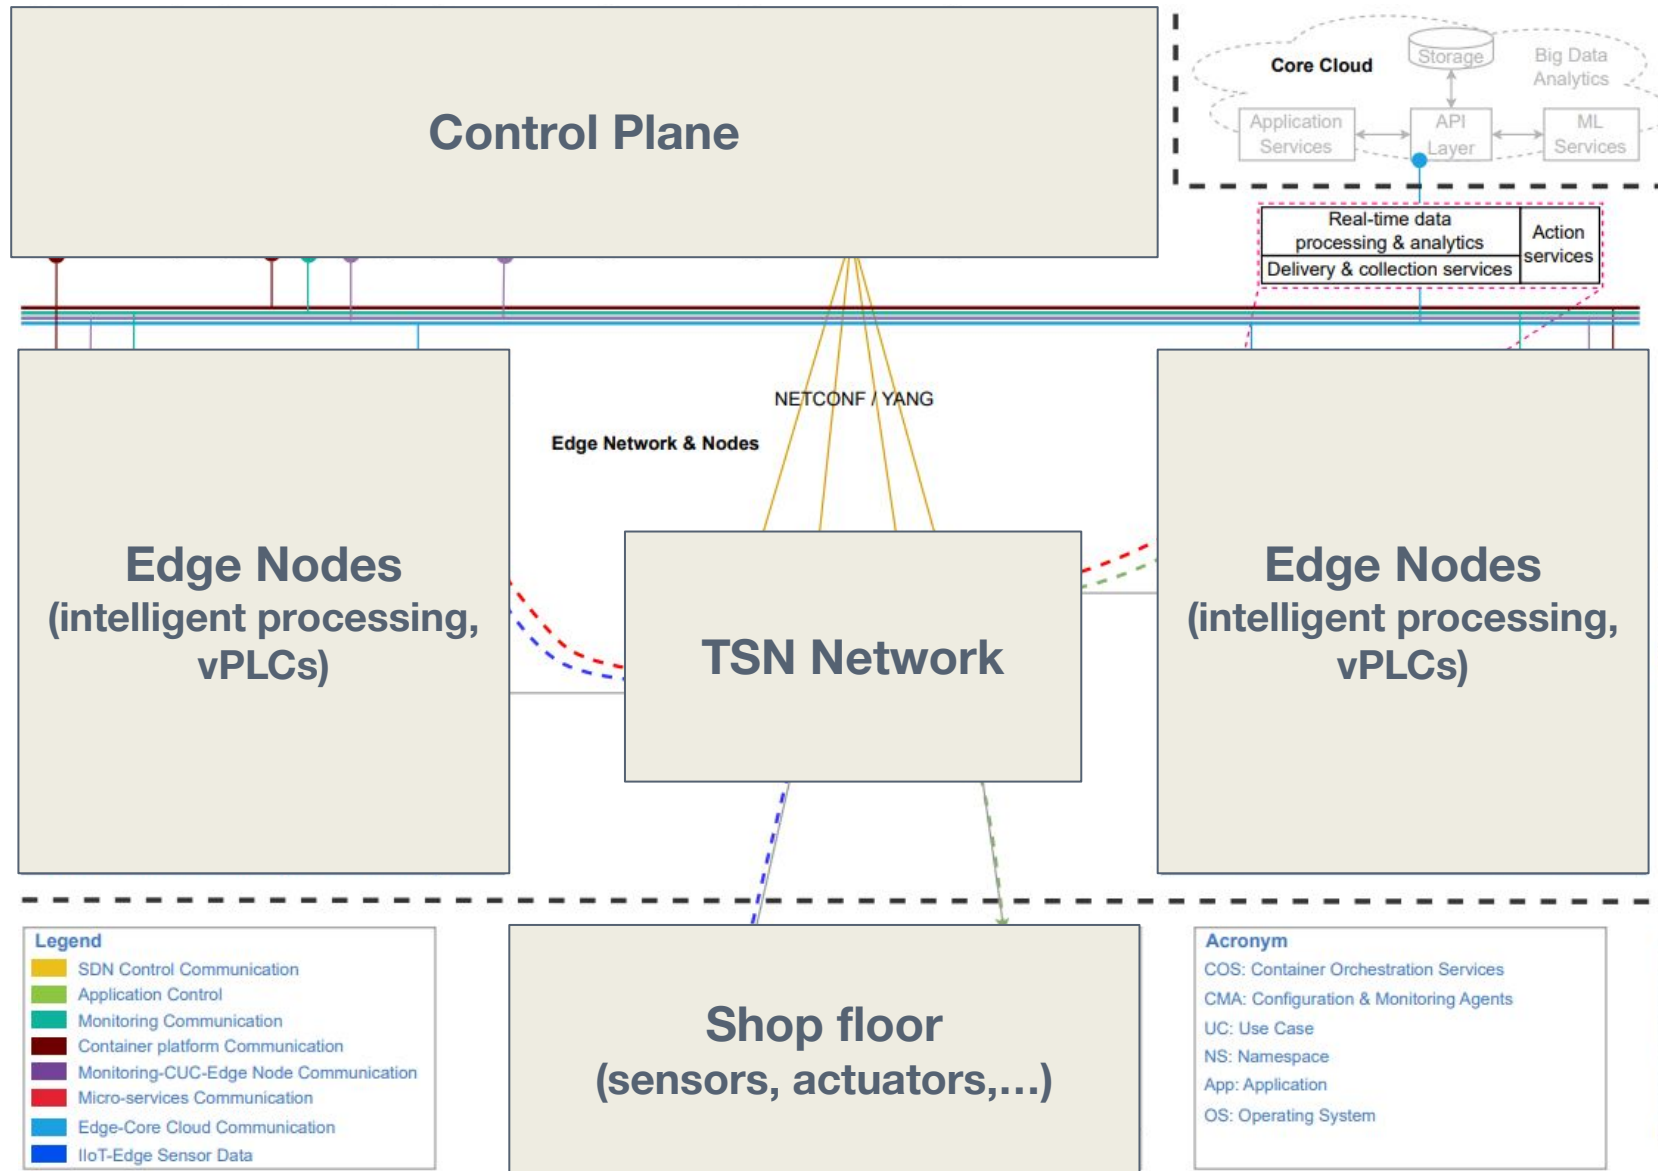 Control Plane
Core Cloud
Storage
Big Data
Analytics
Application
Services
API
Layer
ML
Services
Real-time data
processing & analytics
Action
services
Delivery & collection services
NETCONF / YANG
Edge Network & Nodes
Edge Nodes
(intelligent processing,
vPLCs)
TSN Network
Edge Nodes
(intelligent processing,
vPLCs)
Shop floor
(sensors, actuators,...)
Legend
SDN Control Communication
Application Control
Monitoring Communication
Container platform Communication
Monitoring-CUC-Edge Node Communication
Micro-services Communication
Edge-Core Cloud Communication
IIoT-Edge Sensor Data
Acronym
COS: Container Orchestration Services
CMA: Configuration & Monitoring Agents
UC: Use Case
NS: Namespace
App: Application
OS: Operating System